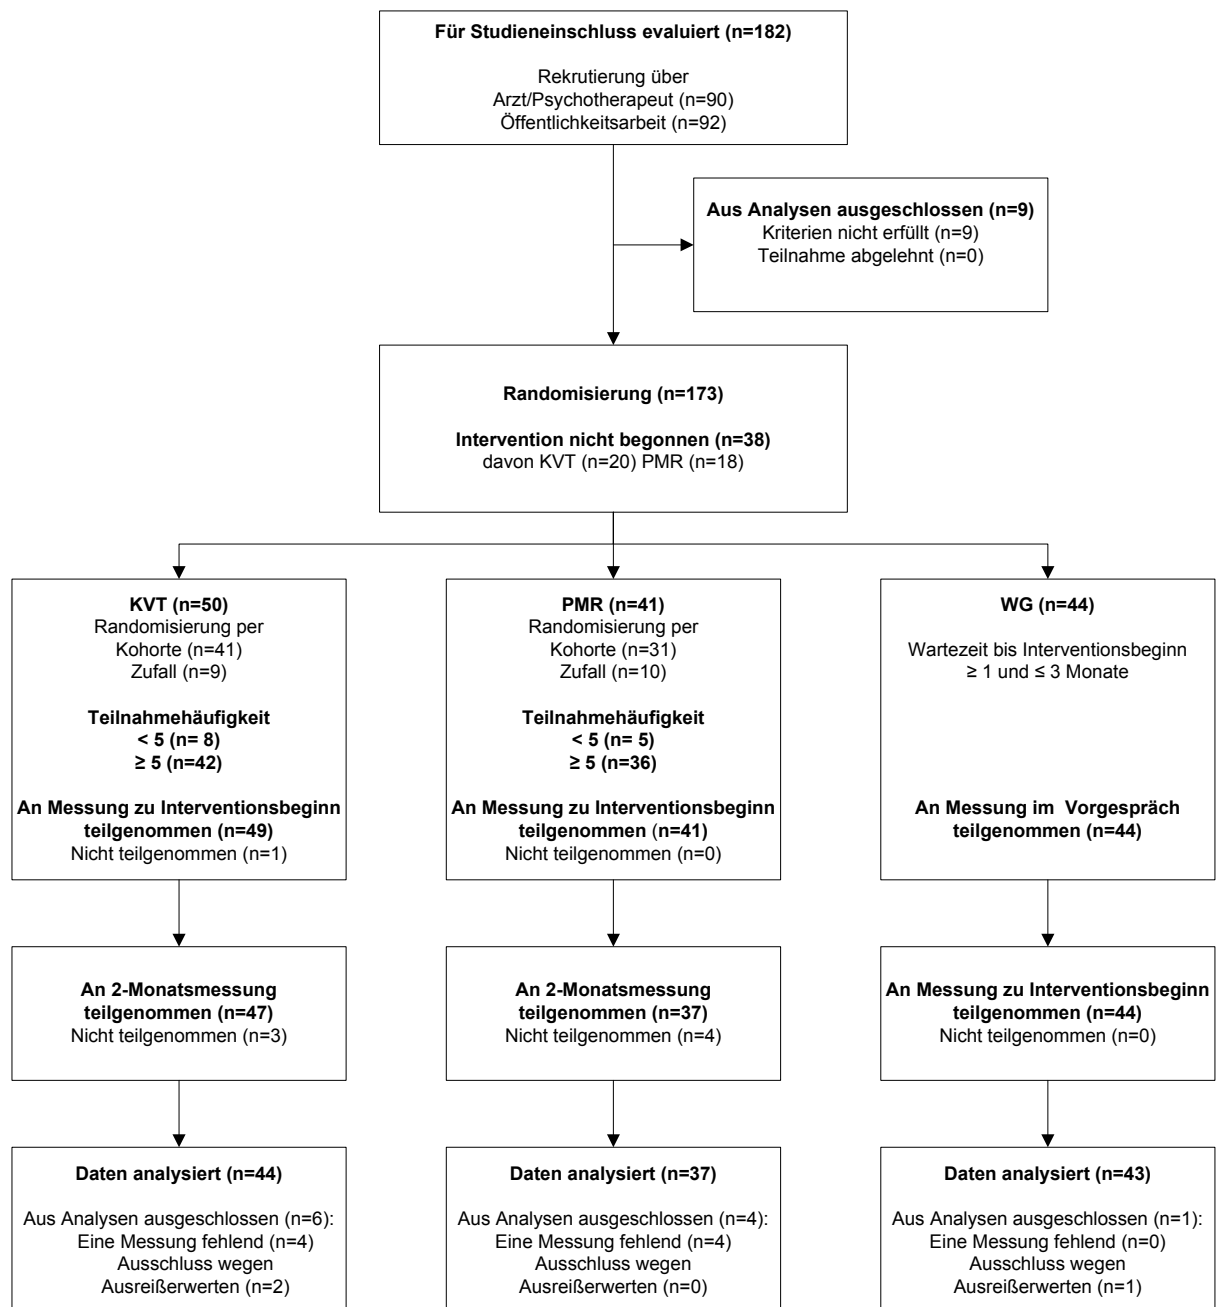 Für Studieneinschluss evaluiert (n=182)
Rekrutierung über
Arzt/Psychotherapeut (n=90)
Öffentlichkeitsarbeit (n=92)
Aus Analysen ausgeschlossen (n=9)
Kriterien nicht erfüllt (n=9)
Teilnahme abgelehnt (n=0)
Randomisierung (n=173)
Intervention nicht begonnen (n=38)
davon KVT (n=20) PMR (n=18)
KVT (n=50)
Randomisierung per
Kohorte (n=41)
Zufall (n=9)
Teilnahmehäufigkeit
< 5 (n= 8)
≥ 5 (n=42)
An Messung zu Interventionsbeginn
teilgenommen (n=49)
Nicht teilgenommen (n=1)
PMR (n=41)
Randomisierung per
Kohorte (n=31)
Zufall (n=10)
Teilnahmehäufigkeit
< 5 (n= 5)
≥ 5 (n=36)
An Messung zu Interventionsbeginn
teilgenommen (n=41)
Nicht teilgenommen (n=0)
WG (n=44)
Wartezeit bis Interventionsbeginn
≥ 1 und ≤ 3 Monate
An Messung im Vorgespräch
teilgenommen (n=44)
An 2-Monatsmessung
teilgenommen (n=47)
Nicht teilgenommen (n=3)
An 2-Monatsmessung
teilgenommen (n=37)
Nicht teilgenommen (n=4)
An Messung zu Interventionsbeginn
teilgenommen (n=44)
Nicht teilgenommen (n=0)
Daten analysiert (n=44)
Aus Analysen ausgeschlossen (n=6):
Eine Messung fehlend (n=4)
Ausschluss wegen
Ausreißerwerten (n=2)
Daten analysiert (n=37)
Aus Analysen ausgeschlossen (n=4):
Eine Messung fehlend (n=4)
Ausschluss wegen
Ausreißerwerten (n=0)
Daten analysiert (n=43)
Aus Analysen ausgeschlossen (n=1):
Eine Messung fehlend (n=0)
Ausschluss wegen
Ausreißerwerten (n=1)